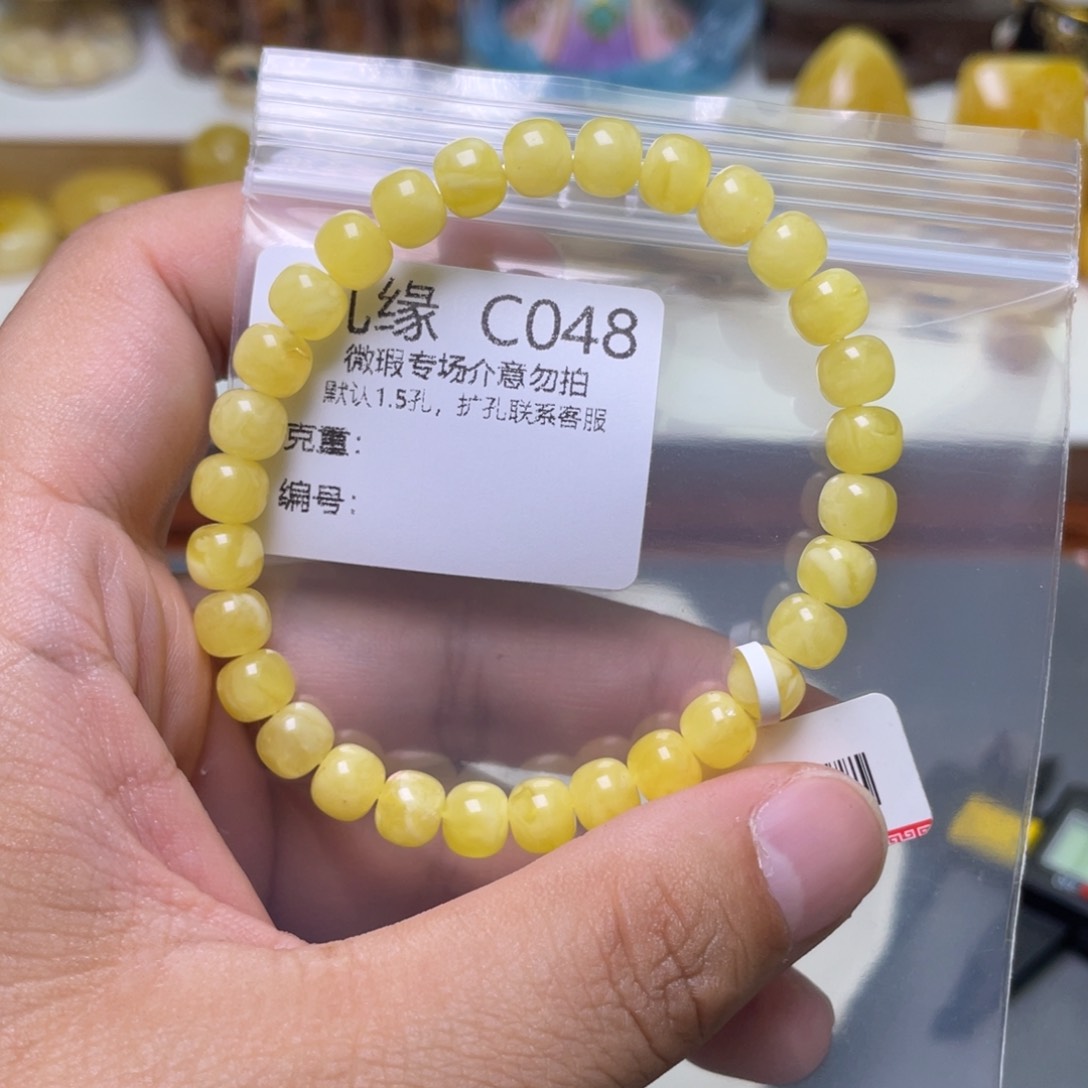 缘 C048
微瑕专场介意勿拍
默认1.5孔，扩孔联系客服
克重：
编号：